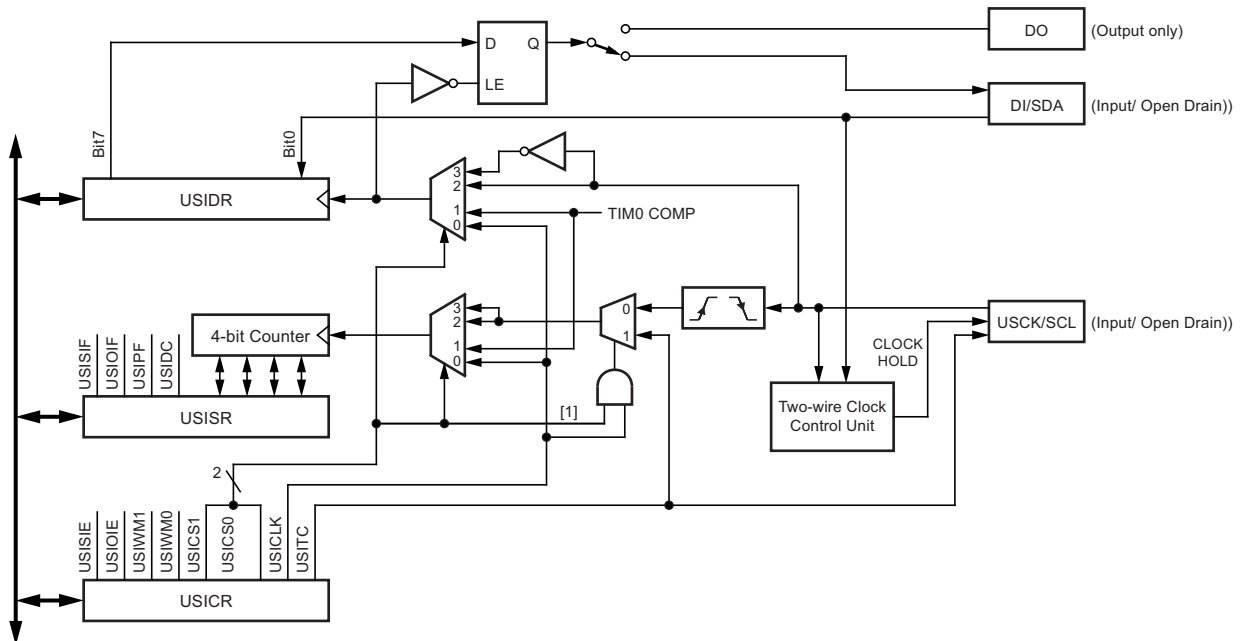 DO (Output only)
D Q
LE
DI/SDA (Input/ Open Drain))
Bit7
Bit0
3
2
1
0
USIDR
TIM0 COMP
3
2
1
0
0
1
4-bit Counter
USCK/SCL (Input/ Open Drain))
CLOCK
HOLD
USISIF
USIOIF
USIPF
USIDC
USISR
[1]
Two-wire Clock
Control Unit
2
USISIE
USIOIE
USIWM1
USIWM0
USICS1
USICS0
USICLK
USITC
USICR